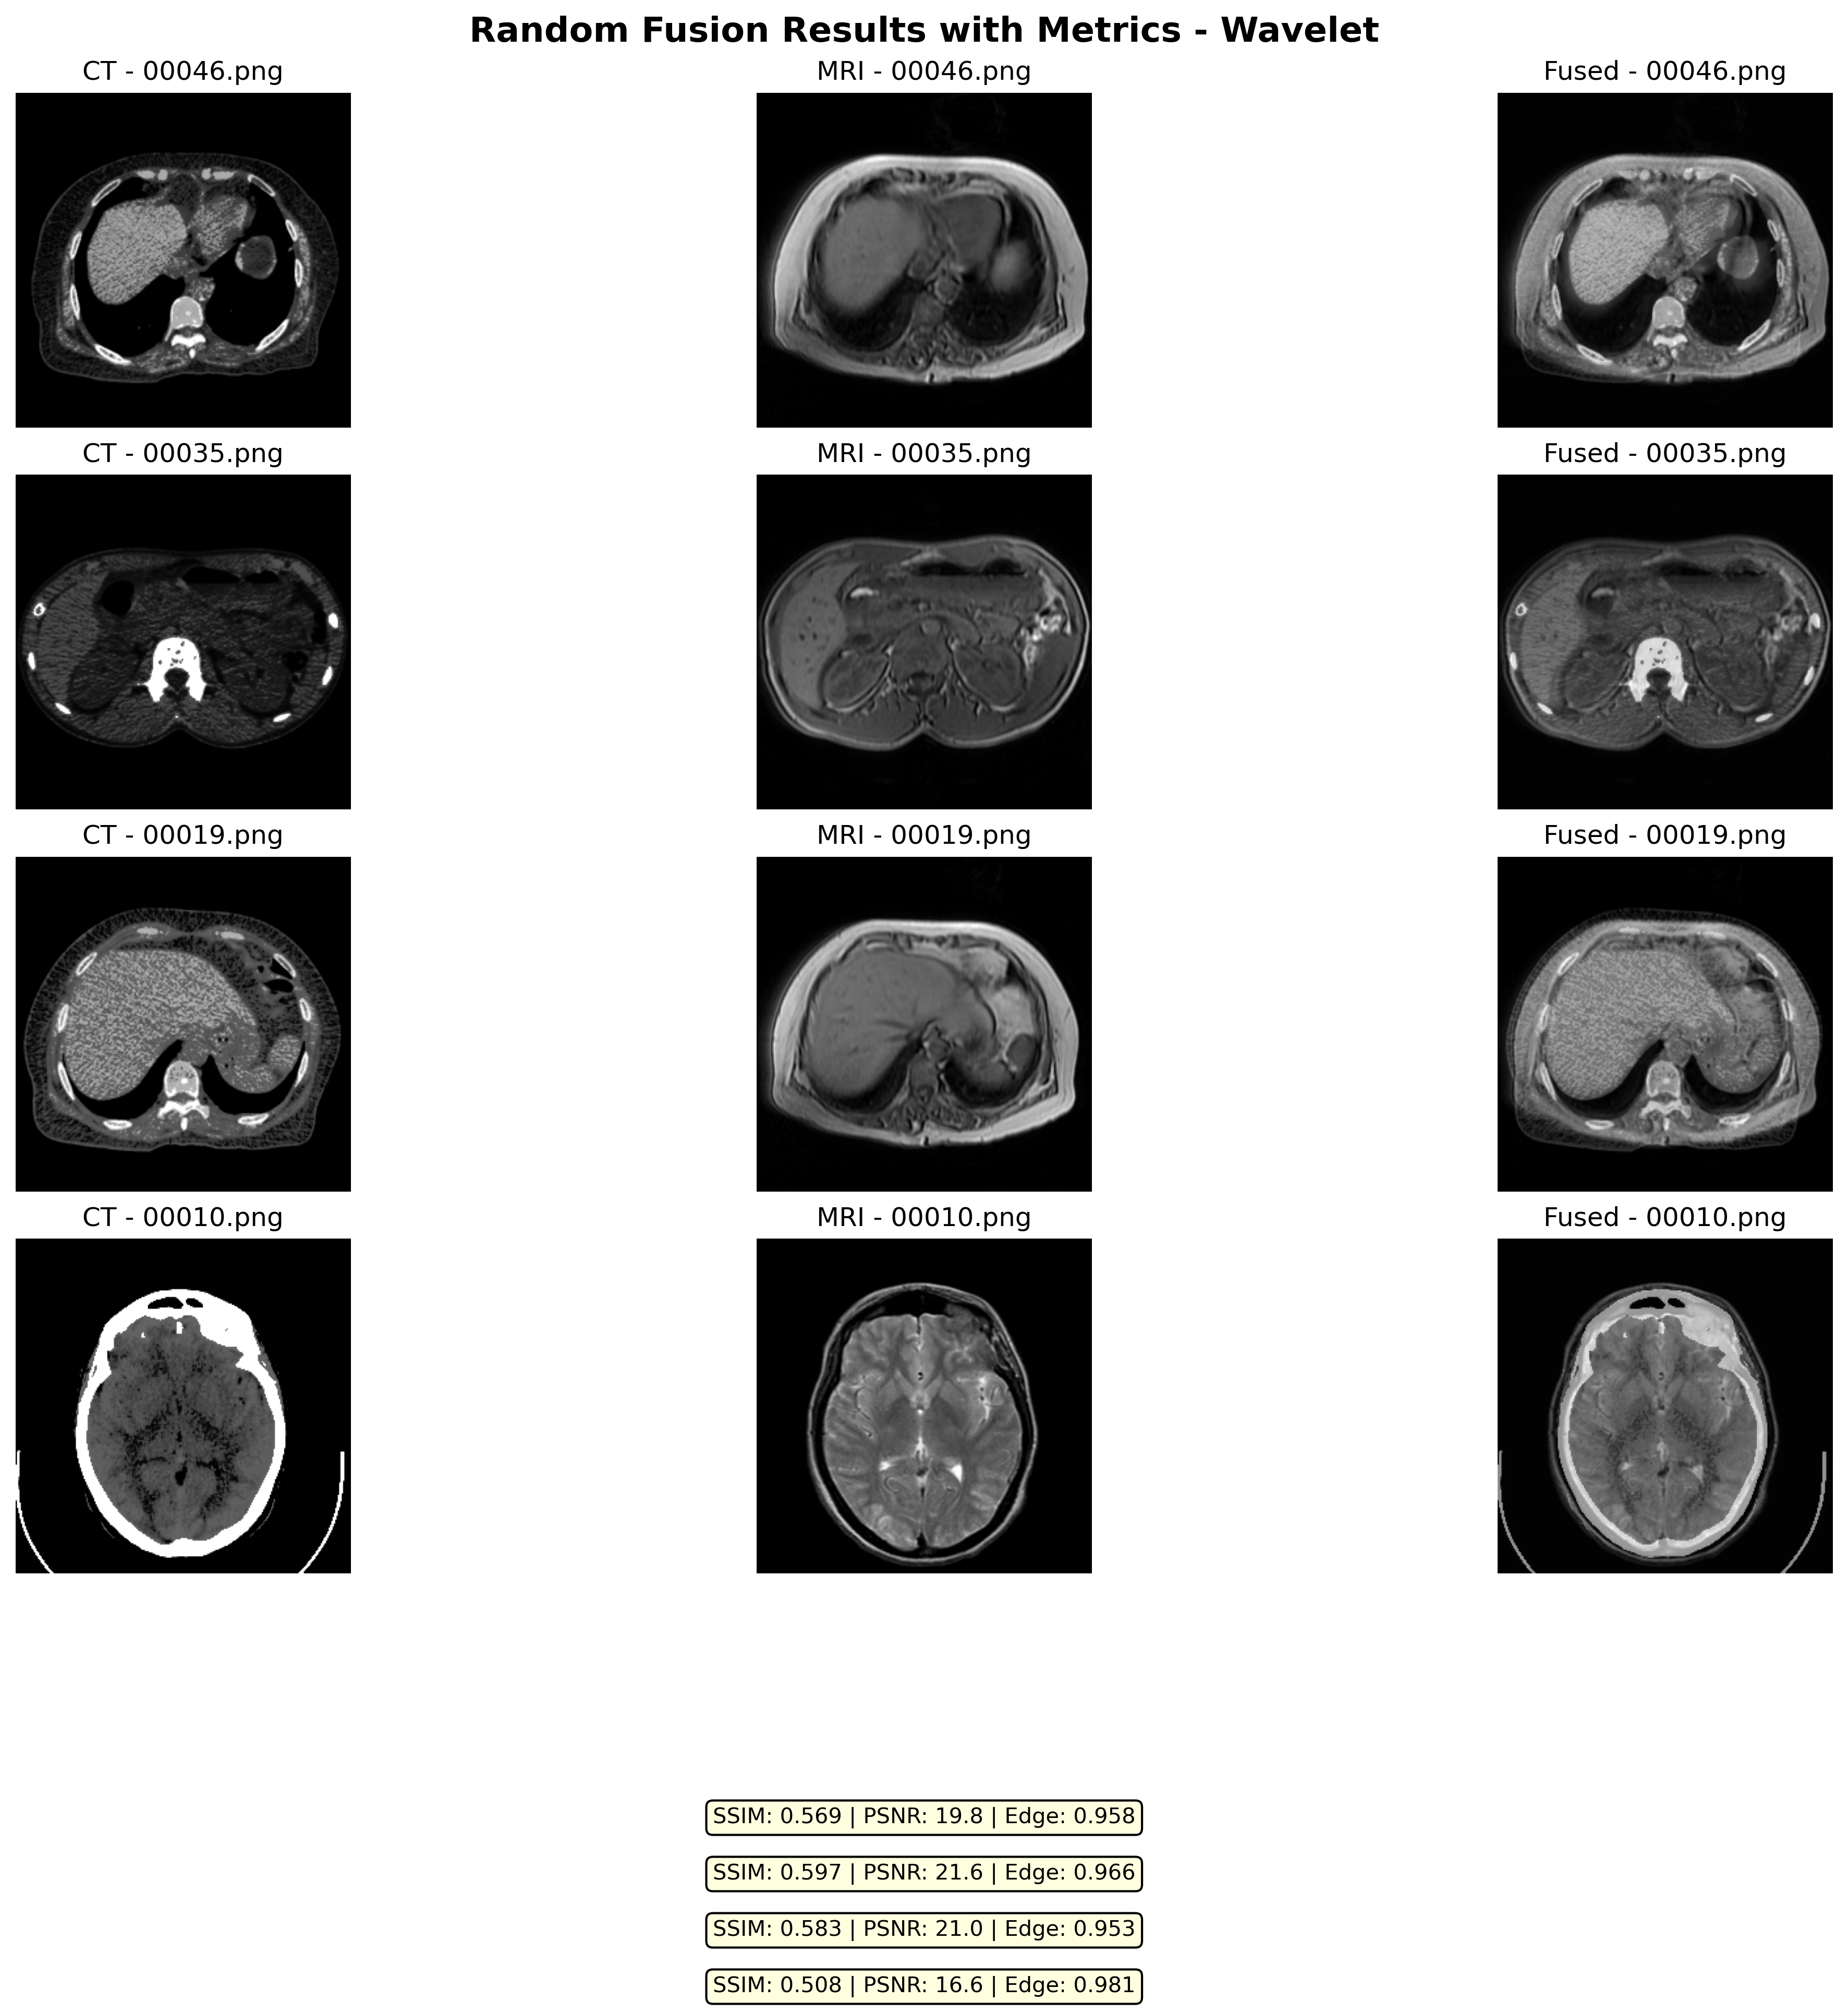 Random Fusion Results with Metrics - Wavelet
CT - 00046.png
MRI - 00046.png
Fused - 00046.png
CT - 00035.png
MRI - 00035.png
Fused - 00035.png
CT - 00019.png
MRI - 00019.png
Fused - 00019.png
CT - 00010.png
MRI - 00010.png
Fused - 00010.png
SSIM: 0.569 | PSNR: 19.8 | Edge: 0.958
SSIM: 0.597 | PSNR: 21.6 | Edge: 0.966
SSIM: 0.583 | PSNR: 21.0 | Edge: 0.953
SSIM: 0.508 | PSNR: 16.6 | Edge: 0.981